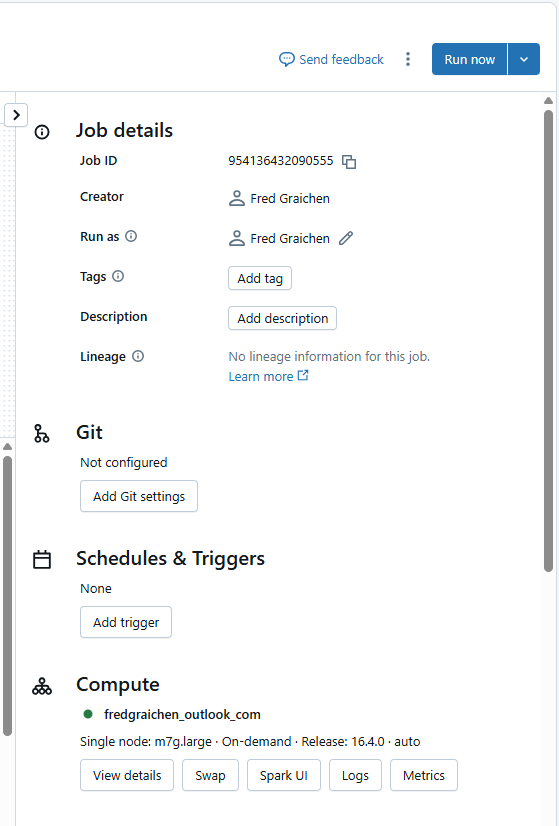 Send feedback
Run now
Job details
Job ID 954136432090555
Creator Fred Graichen
Run as Fred Graichen
Tags Add tag
Description Add description
Lineage No lineage information for this job.
Learn more
Git
Not configured
Add Git settings
Schedules & Triggers
None
Add trigger
Compute
fredgraichen_outlook_com
Single node: m7g.large · On-demand · Release: 16.4.0 · auto
View details Swap Spark UI Logs Metrics